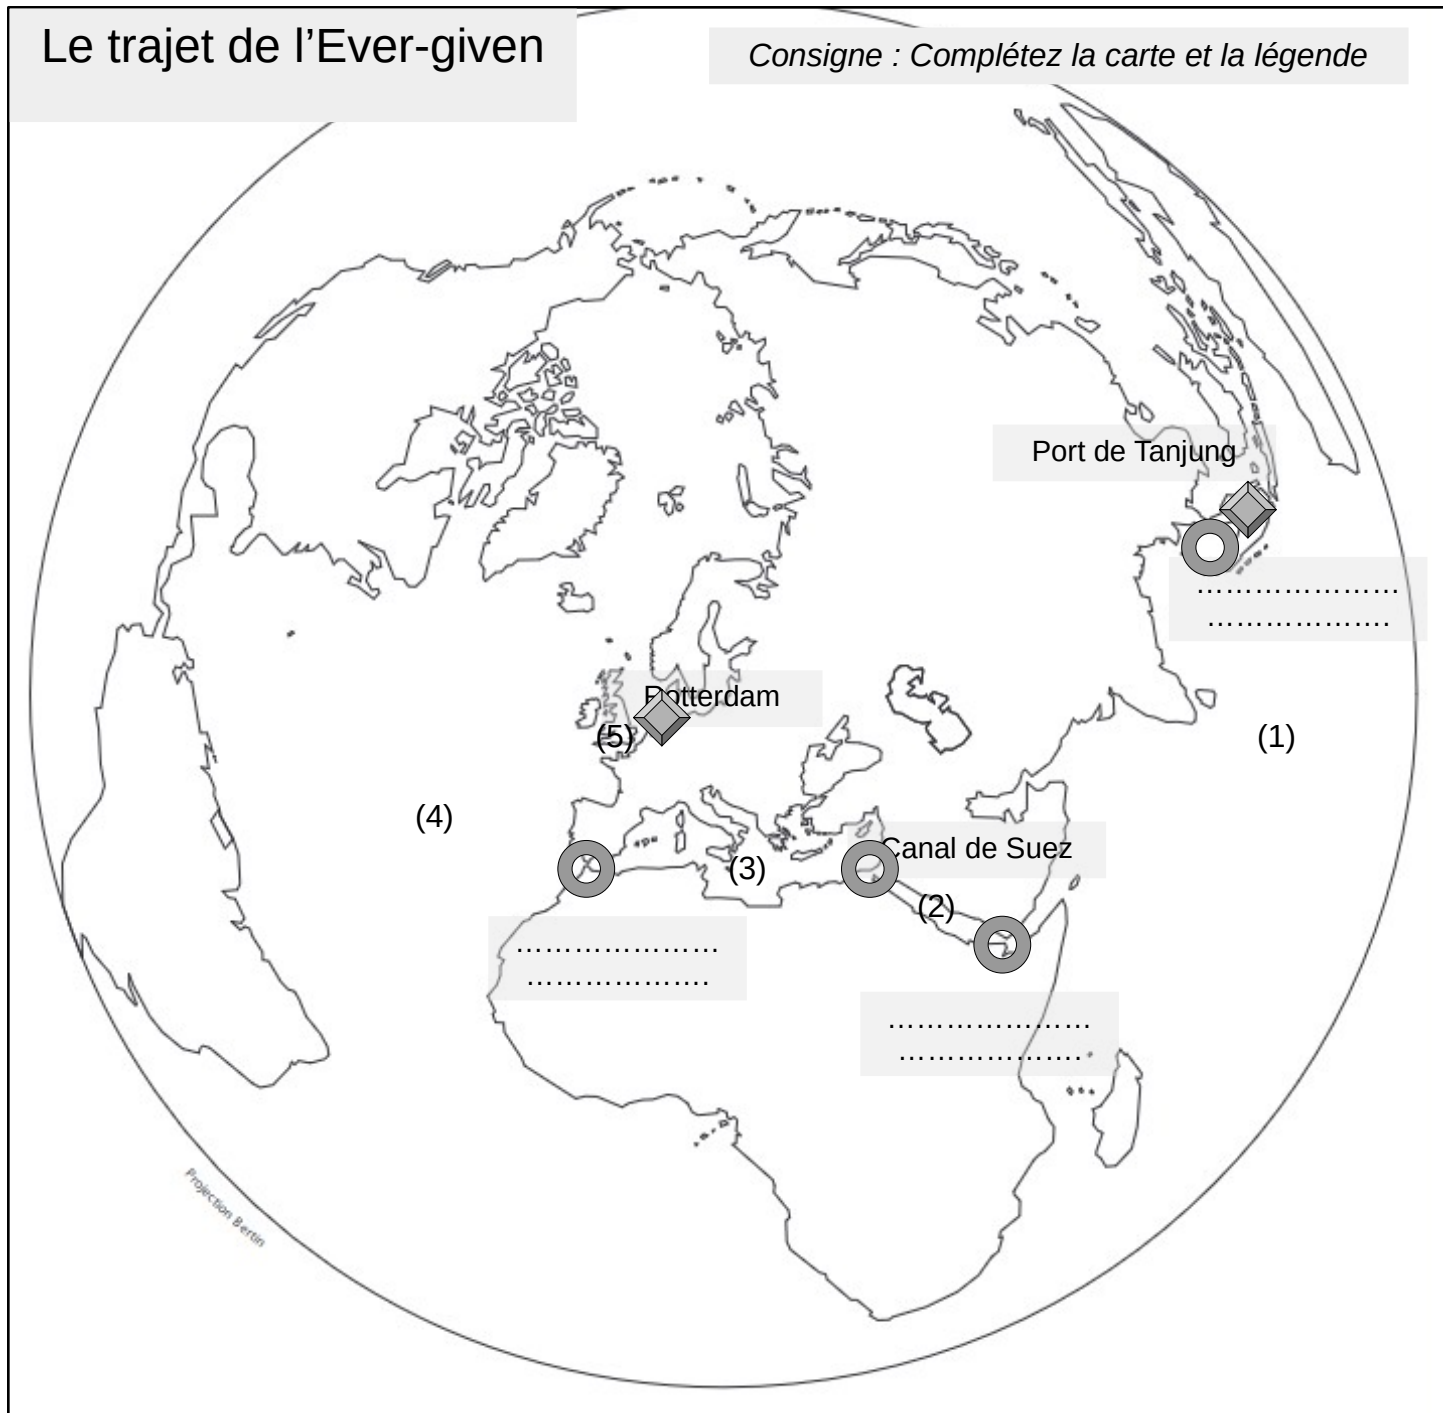 Le trajet de l’Ever-given
Consigne : Complétez la carte et la légende
Port de Tanjung
…………………
……………….
Rotterdam
(5)
(1)
(4)
Canal de Suez
(3)
(2)
…………………
……………….
…………………
……………….
Projection Bertin